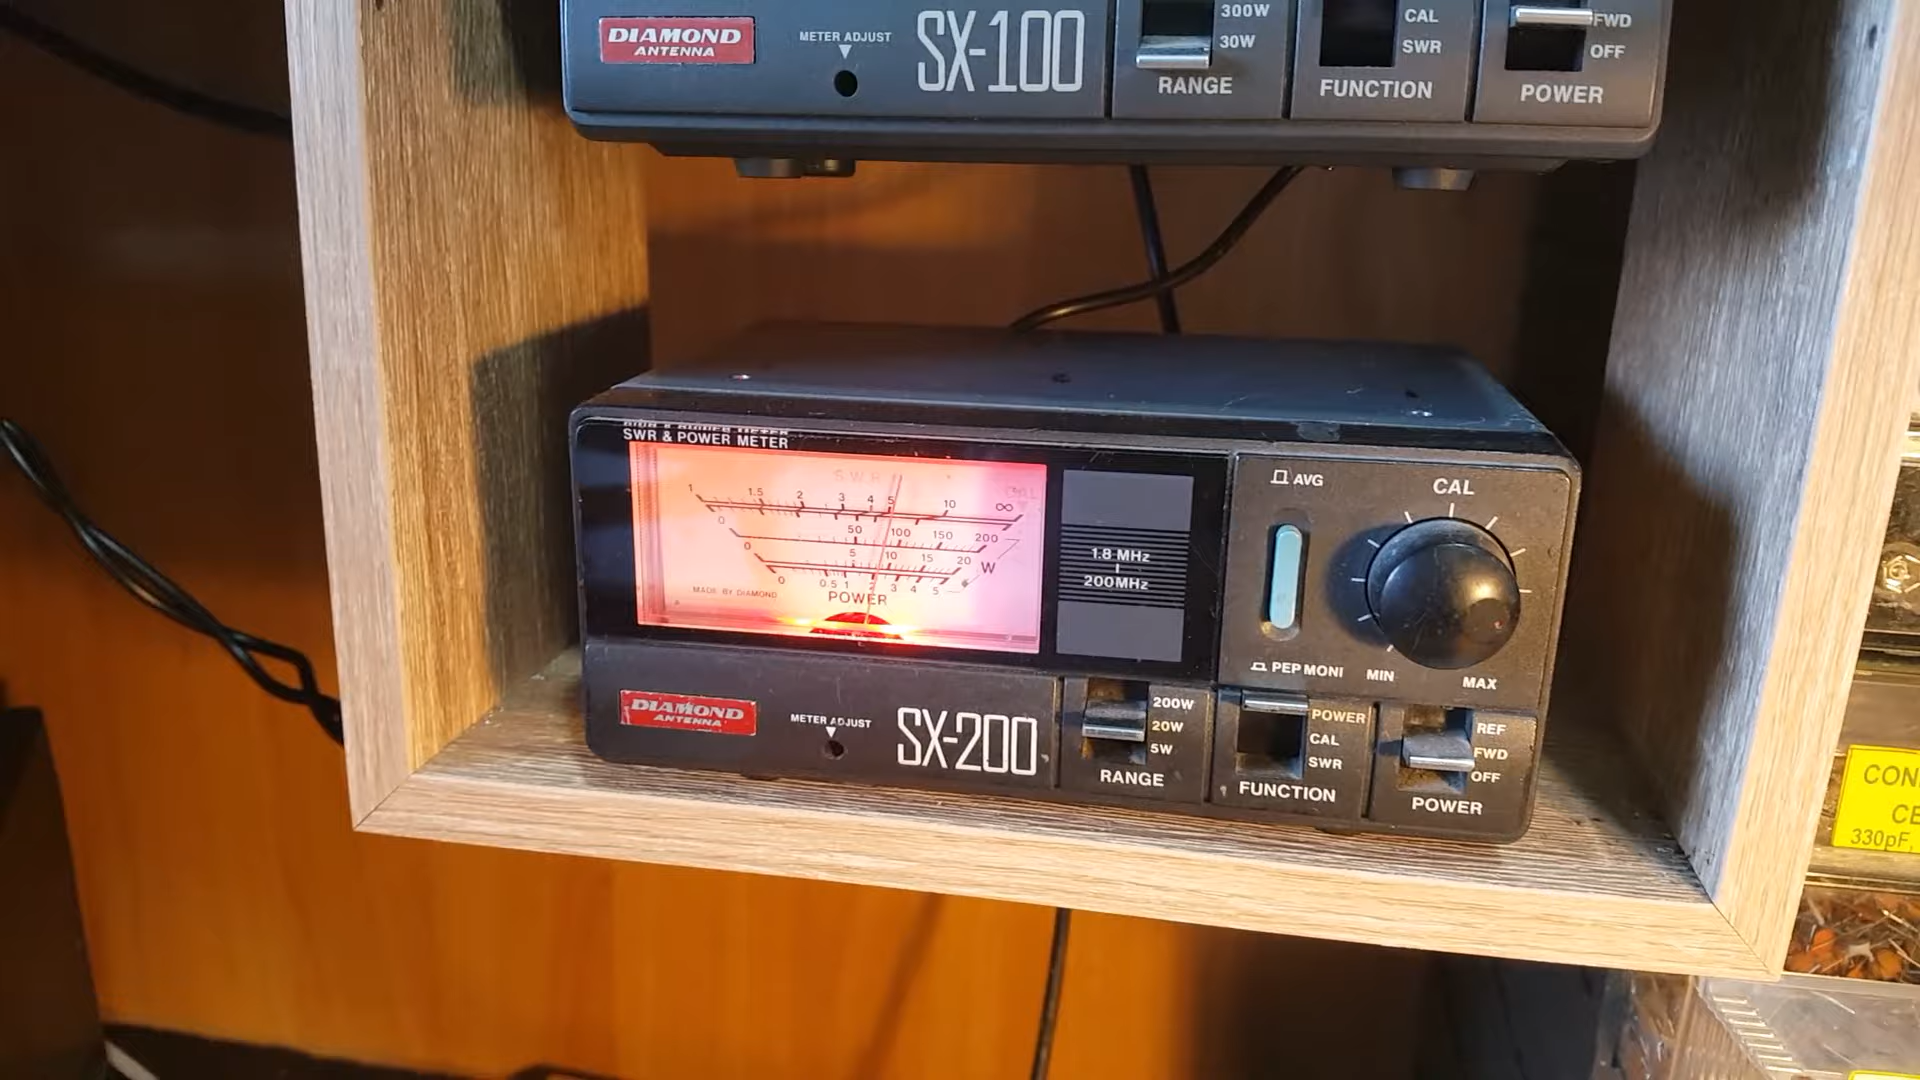 DIAMOND
ANTENNA
METER ADJUST
SX-100
300W
30W
RANGE
CAL
SWR
FUNCTION
FWD
OFF
POWER
SWR & POWER METER
SWR
CAL
1 1.5 2 3 4 5 10 ∞
0 50 100 150 200
0 5 10 15 20
W
0 0.5 1 2 3 4 5
MADE BY DIAMOND
POWER
1.8 MHz
200MHz
AVG
PEP MONI
CAL
MIN
MAX
DIAMOND
ANTENNA
METER ADJUST
SX-200
200W
20W
5W
RANGE
POWER
CAL
SWR
FUNCTION
REF
FWD
OFF
POWER
CON
CE
330pF,